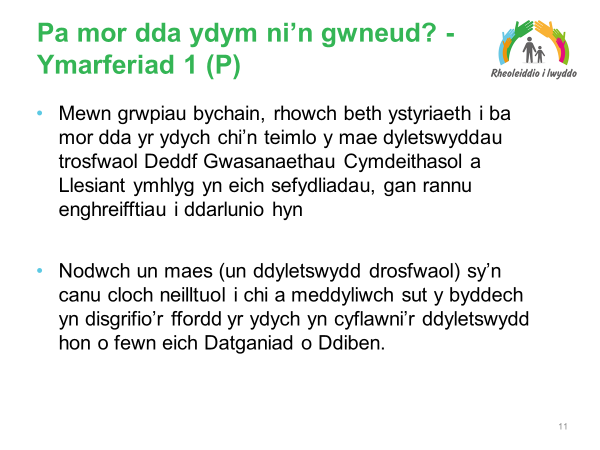 Pa mor dda ydym ni’n gwneud? -
Ymarferiad 1 (P)
Rheoleiddio i lwyddo
• Mewn grwpiau bychain, rhowch beth ystyriaeth i ba
mor dda yr ydych chi’n teimlo y mae dyletswyddau
trosfwaol Deddf Gwasanaethau Cymdeithasol a
Llesiant ymhlyg yn eich sefydliadau, gan rannu
enghreifftiau i ddarlunio hyn
• Nodwch un maes (un ddyletswydd drosfwaol) sy’n
canu cloch neilltuol i chi a meddyliwch sut y byddech
yn disgrifio’r ffordd yr ydych yn cyflawni’r ddyletswydd
hon o fewn eich Datganiad o Ddiben.
11